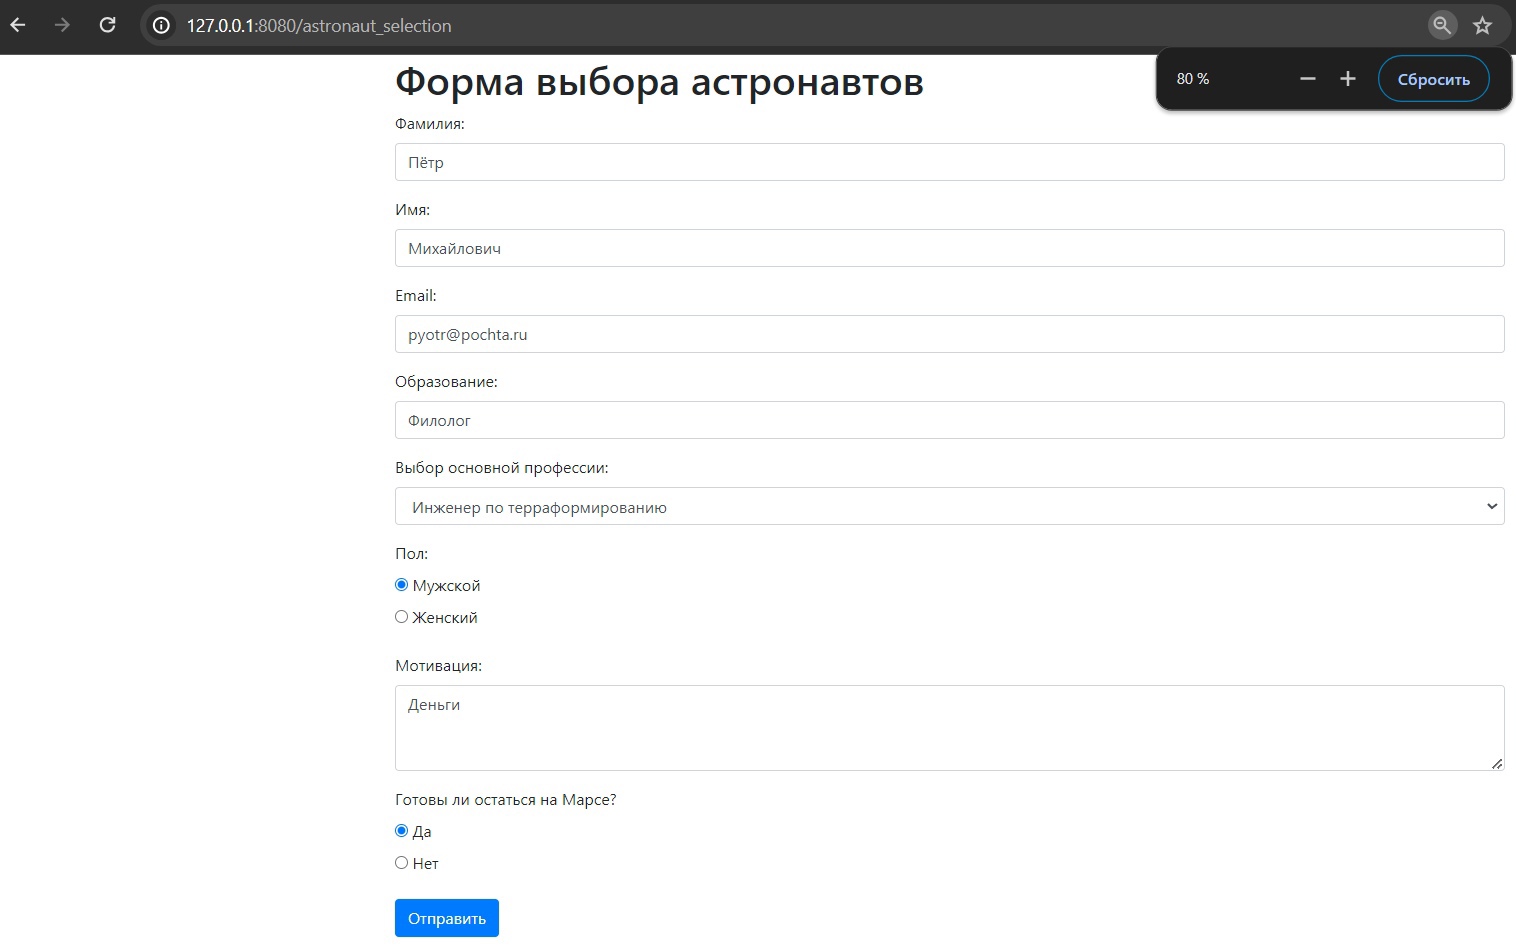 127.0.0.1:8080/astronaut_selection
80 %
Сбросить
Форма выбора астронавтов
Фамилия:
Пётр
Имя:
Михайлович
Email:
pyotr@pochta.ru
Образование:
Филолог
Выбор основной профессии:
Инженер по терраформированию
Пол:
Мужской
Женский
Мотивация:
Деньги
Готовы ли остаться на Марсе?
Да
Нет
Отправить